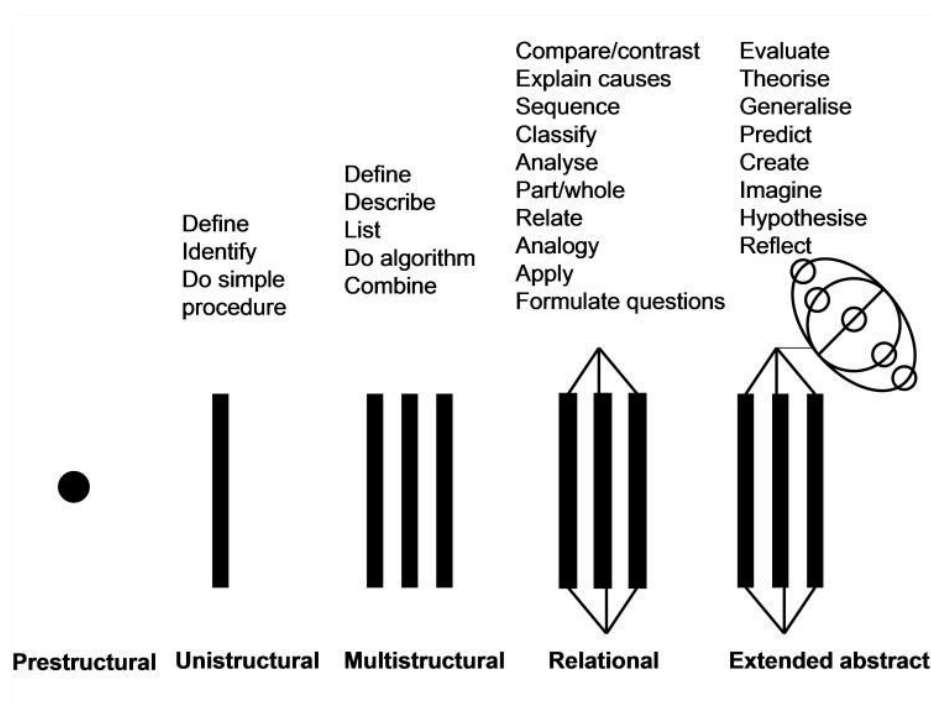 Compare/contrast
Explain causes
Sequence
Classify
Analyse
Part/whole
Relate
Analogy
Apply
Formulate questions
Evaluate
Theorise
Generalise
Predict
Create
Imagine
Hypothesise
Reflect
Define
Describe
List
Do algorithm
Combine
Define
Identify
Do simple
procedure
Prestructural
Unistructural
Multistructural
Relational
Extended abstract